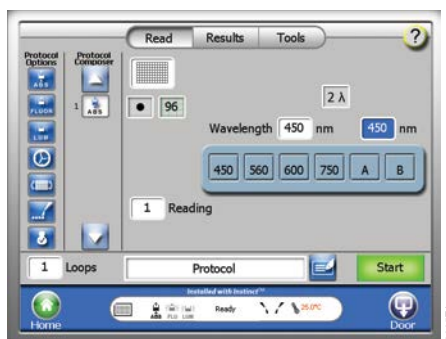 Read Results Tools ?
Protocol Options
Protocol Composer
ABS
1 ABS
FLUOR
LUM
96
2 λ
Wavelength 450 nm 450 nm
450 560 600 750 A B
1 Reading
1 Loops Protocol Start
Installed with Instinct™
ABS FLU LUM Ready 25.0°C
Home Door